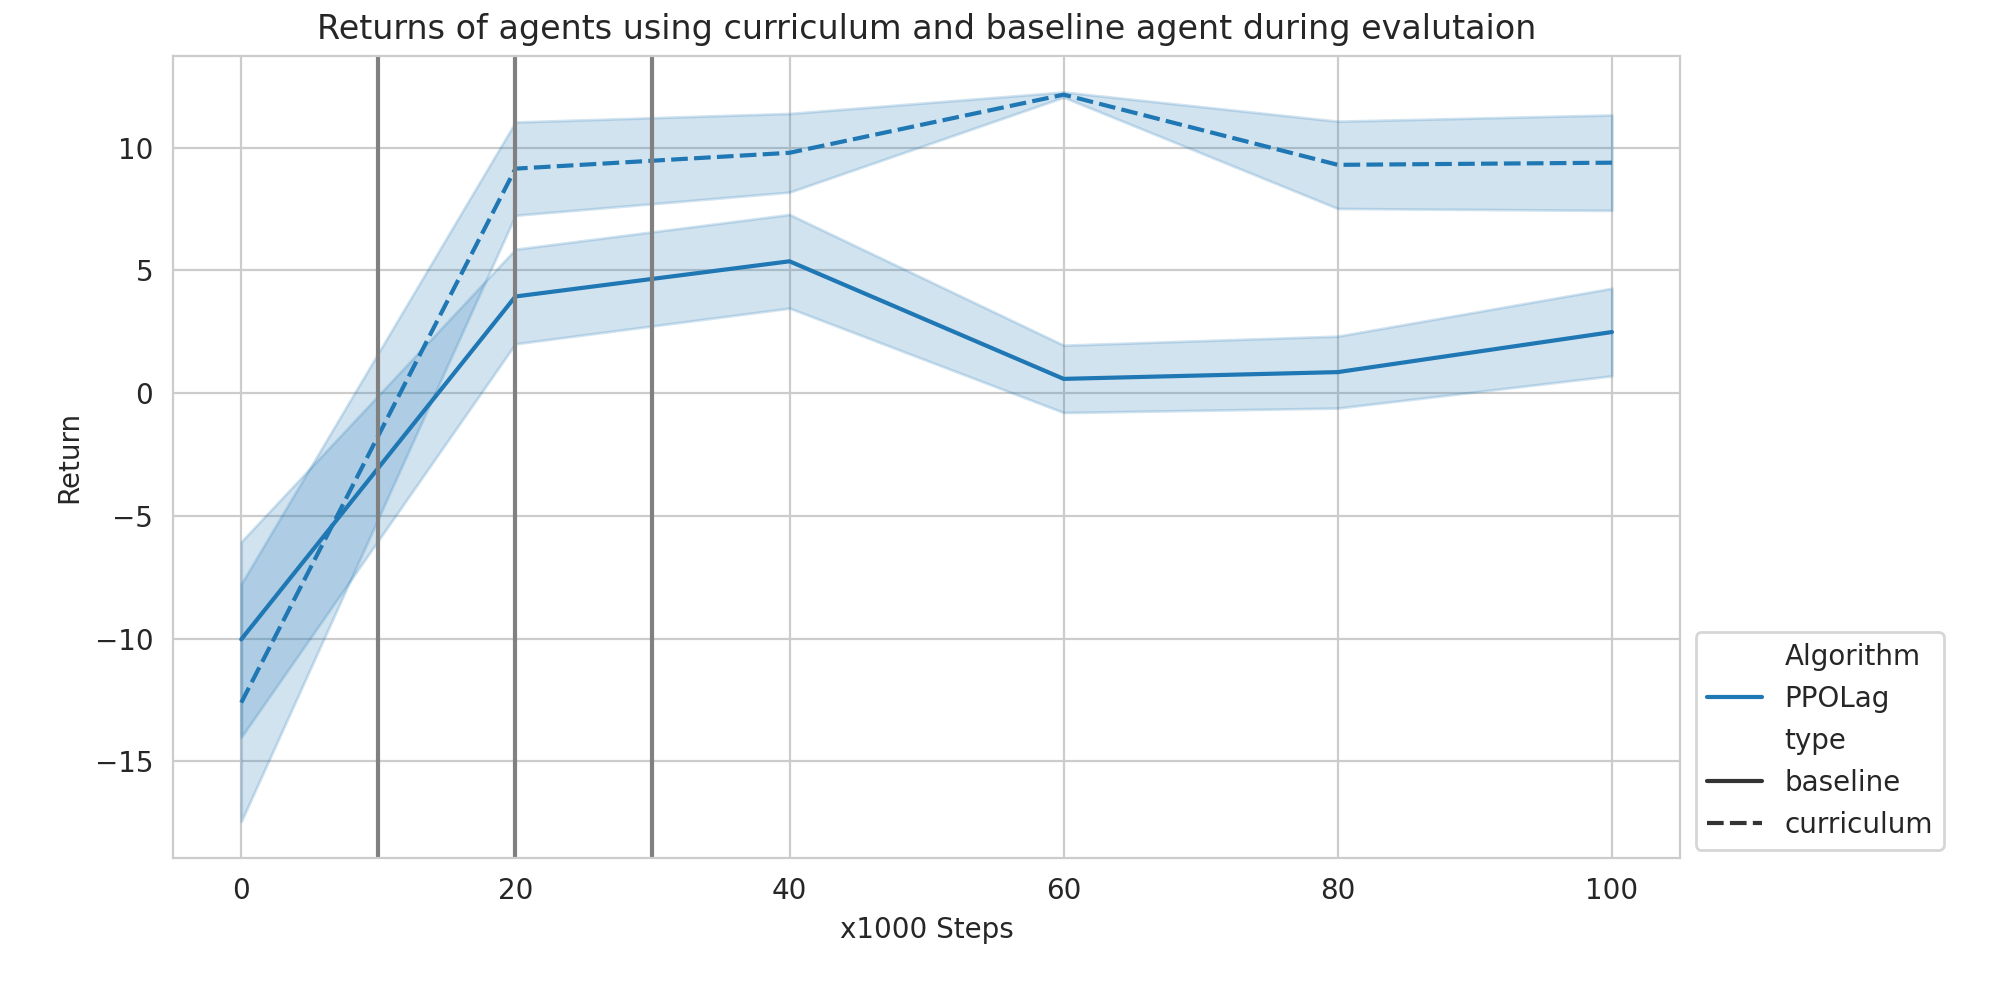 Returns of agents using curriculum and baseline agent during evalutaion
10
5
0
−5
−10
−15
Return
0 20 40 60 80 100
x1000 Steps
Algorithm
PPOLag
type
baseline
curriculum